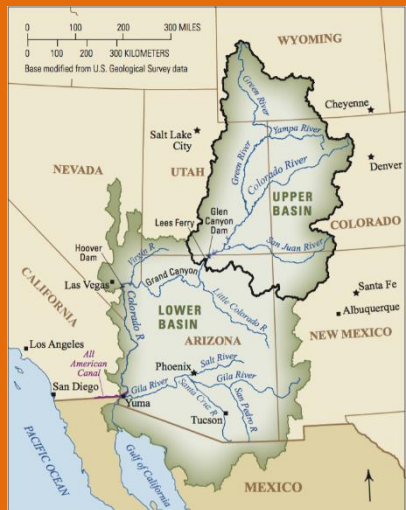 0 100 200 300 MILES
0 100 200 300 KILOMETERS
Base modified from U.S. Geological Survey data
WYOMING
Green River
Cheyenne
Yampa River
Salt Lake
City
Green River
Colorado River
Denver
NEVADA
UTAH
UPPER
BASIN
Glen
Canyon
Dam
Lees Ferry
COLORADO
San Juan River
Hoover
Dam
Virgin R
Las Vegas
Grand Canyon
Santa Fe
CALIFORNIA
Colorado R
Little Colorado R
Albuquerque
LOWER
BASIN
NEW MEXICO
ARIZONA
Los Angeles
All
American
Canal
Phoenix
Salt River
San Diego
Gila River
Gila River
Yuma
Santa Cruz R
San Pedro R
Tucson
PACIFIC OCEAN
Gulf of California
MEXICO
N